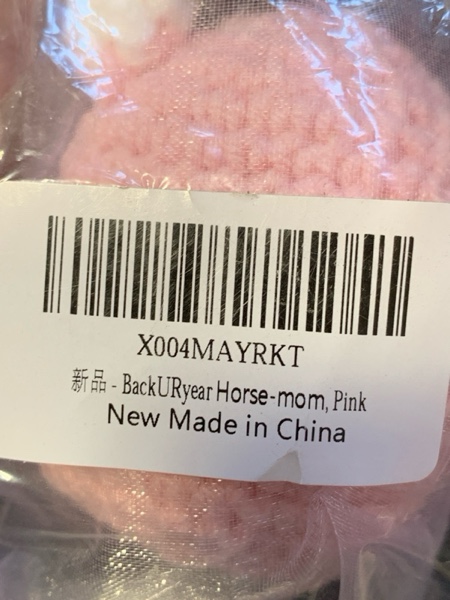 X004MAYRKT
新品 - BackURyear Horse-mom, Pink
New Made in China